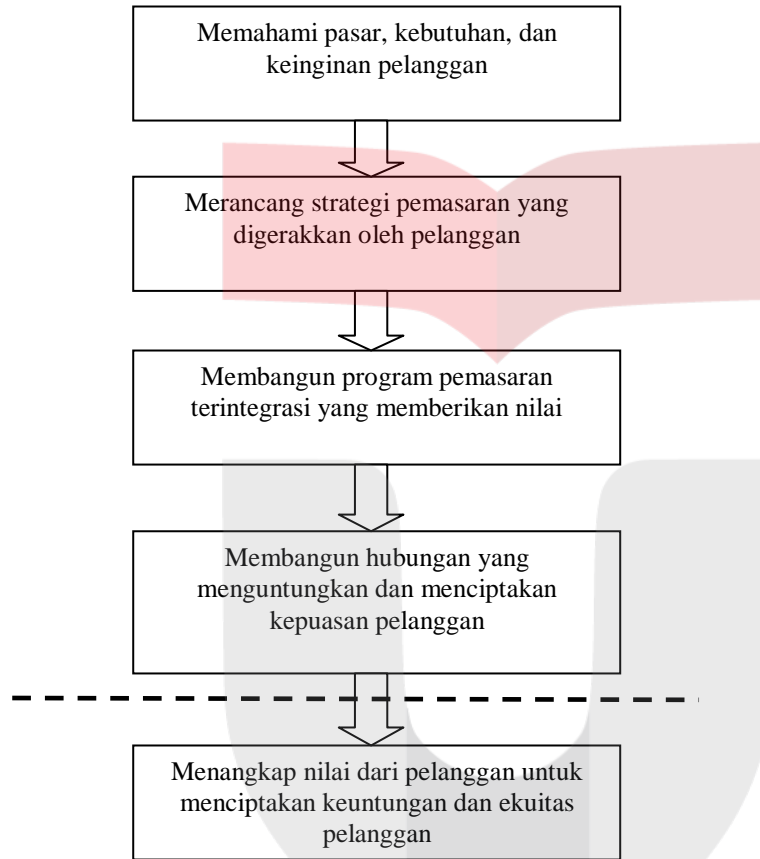 Memahami pasar, kebutuhan, dan
keinginan pelanggan
Merancang strategi pemasaran yang
digerakkan oleh pelanggan
Membangun program pemasaran
terintegrasi yang memberikan nilai
Membangun hubungan yang
menguntungkan dan menciptakan
kepuasan pelanggan
Menangkap nilai dari pelanggan untuk
menciptakan keuntungan dan ekuitas
pelanggan